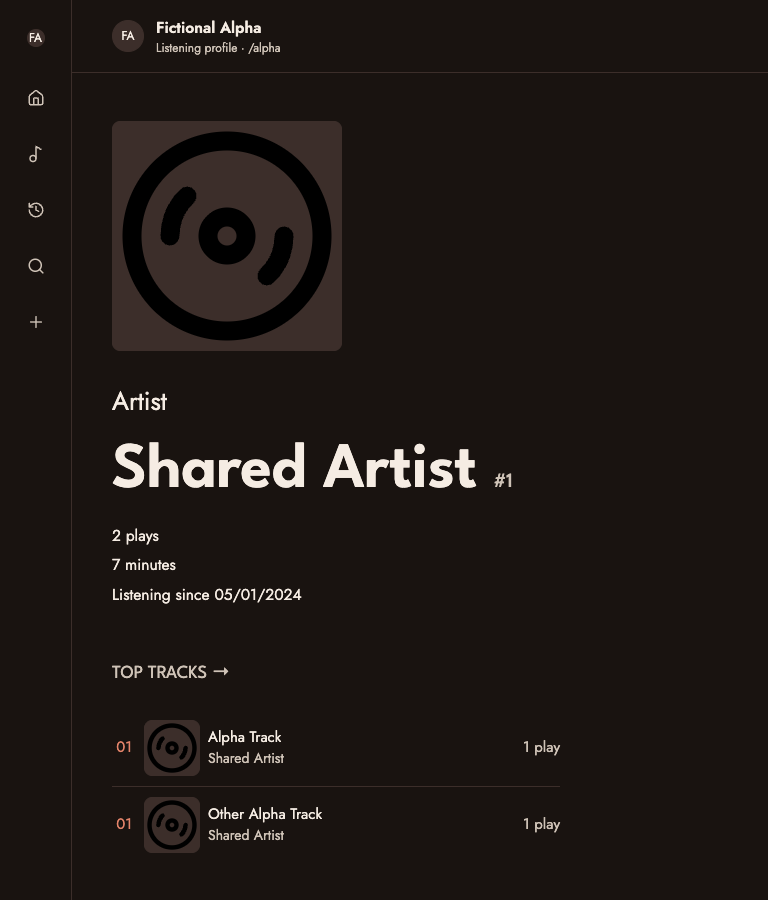 FA
FA
Fictional Alpha
Listening profile · /alpha
Artist
Shared Artist #1
2 plays
7 minutes
Listening since 05/01/2024
TOP TRACKS →
01 Alpha Track 1 play
Shared Artist
01 Other Alpha Track 1 play
Shared Artist